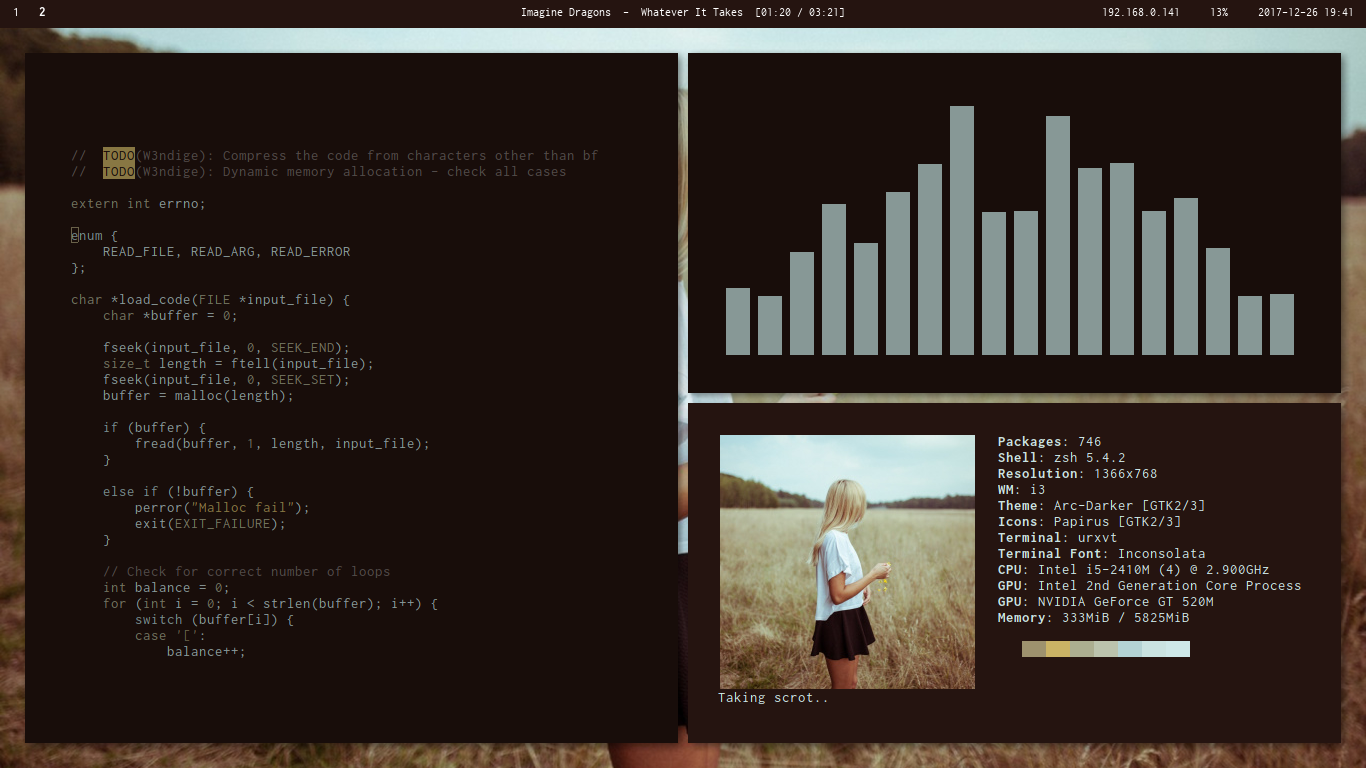 1 2 Imagine Dragons - Whatever It Takes [01:20 / 03:21] 192.168.0.141 13% 2017-12-26 19:41
// TODO(W3ndige): Compress the code from characters other than bf
// TODO(W3ndige): Dynamic memory allocation - check all cases
extern int errno;
enum {
READ_FILE, READ_ARG, READ_ERROR
};
char *load_code(FILE *input_file) {
char *buffer = 0;
fseek(input_file, 0, SEEK_END);
size_t length = ftell(input_file);
fseek(input_file, 0, SEEK_SET);
buffer = malloc(length);
if (buffer) {
fread(buffer, 1, length, input_file);
}
else if (!buffer) {
perror("Malloc fail");
exit(EXIT_FAILURE);
}
// Check for correct number of loops
int balance = 0;
for (int i = 0; i < strlen(buffer); i++) {
switch (buffer[i]) {
case '[':
balance++;
Packages: 746
Shell: zsh 5.4.2
Resolution: 1366x768
WM: i3
Theme: Arc-Darker [GTK2/3]
Icons: Papirus [GTK2/3]
Terminal: urxvt
Terminal Font: Inconsolata
CPU: Intel i5-2410M (4) @ 2.900GHz
GPU: Intel 2nd Generation Core Process
GPU: NVIDIA GeForce GT 520M
Memory: 333MiB / 5825MiB
Taking scrot..